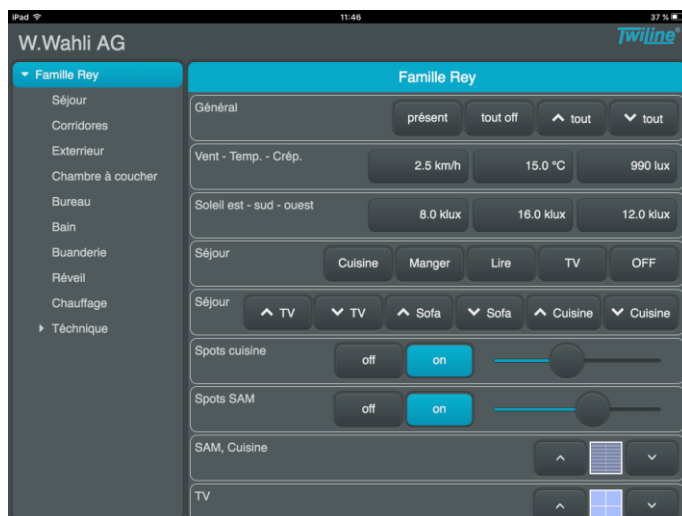 iPad 11:46 37 %
W.Wahli AG Twiline®
Famille Rey
Séjour
Corridores
Exterrieur
Chambre à coucher
Bureau
Bain
Buanderie
Réveil
Chauffage
Téchnique
Famille Rey
Général présent tout off tout tout
Vent - Temp. - Crép. 2.5 km/h 15.0 °C 990 lux
Soleil est - sud - ouest 8.0 klux 16.0 klux 12.0 klux
Séjour Cuisine Manger Lire TV OFF
Séjour TV TV Sofa Sofa Cuisine Cuisine
Spots cuisine off on
Spots SAM off on
SAM, Cuisine
TV